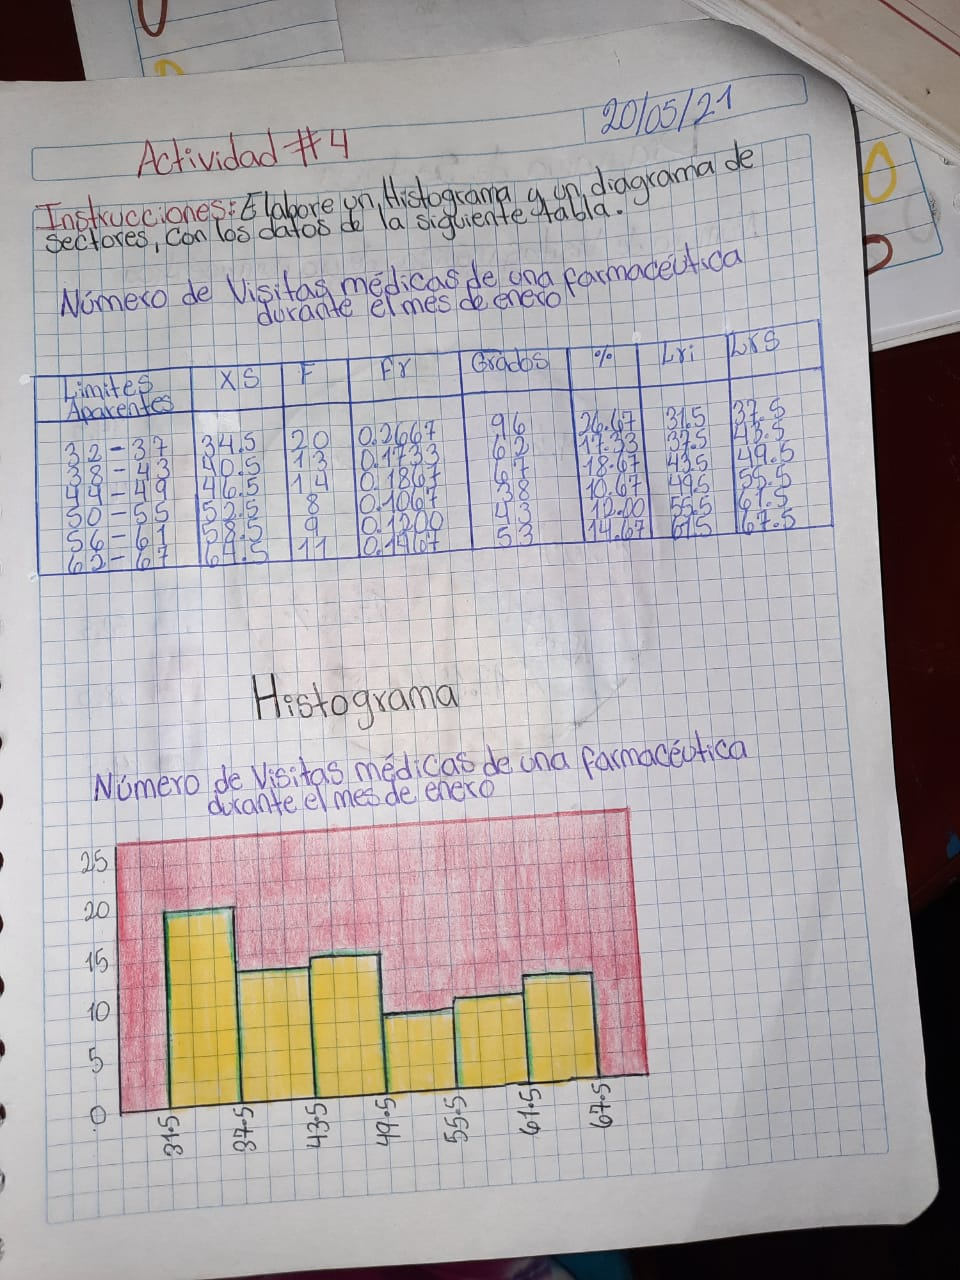 20/05/21
Actividad #4
Instrucciones: Elabore un Histograma y un diagrama de
sectores, con los datos de la siguiente tabla.
Número de Visitas médicas de una farmacéutica
durante el mes de enero
Limites Aparentes XS F Fr Grados % Lri LrS
32-37 34.5 20 0.2667 96 26.67 31.5 37.5
38-43 40.5 13 0.1733 62 17.33 37.5 43.5
44-49 46.5 14 0.1867 67 18.67 43.5 49.5
50-55 52.5 8 0.1067 38 10.67 49.5 55.5
56-61 58.5 9 0.1200 43 12.00 55.5 61.5
62-67 64.5 11 0.1467 53 14.67 61.5 67.5
Histograma
Número de Visitas médicas de una farmacéutica
durante el mes de enero
25
20
15
10
5
0
31.5 37.5 43.5 49.5 55.5 61.5 67.5